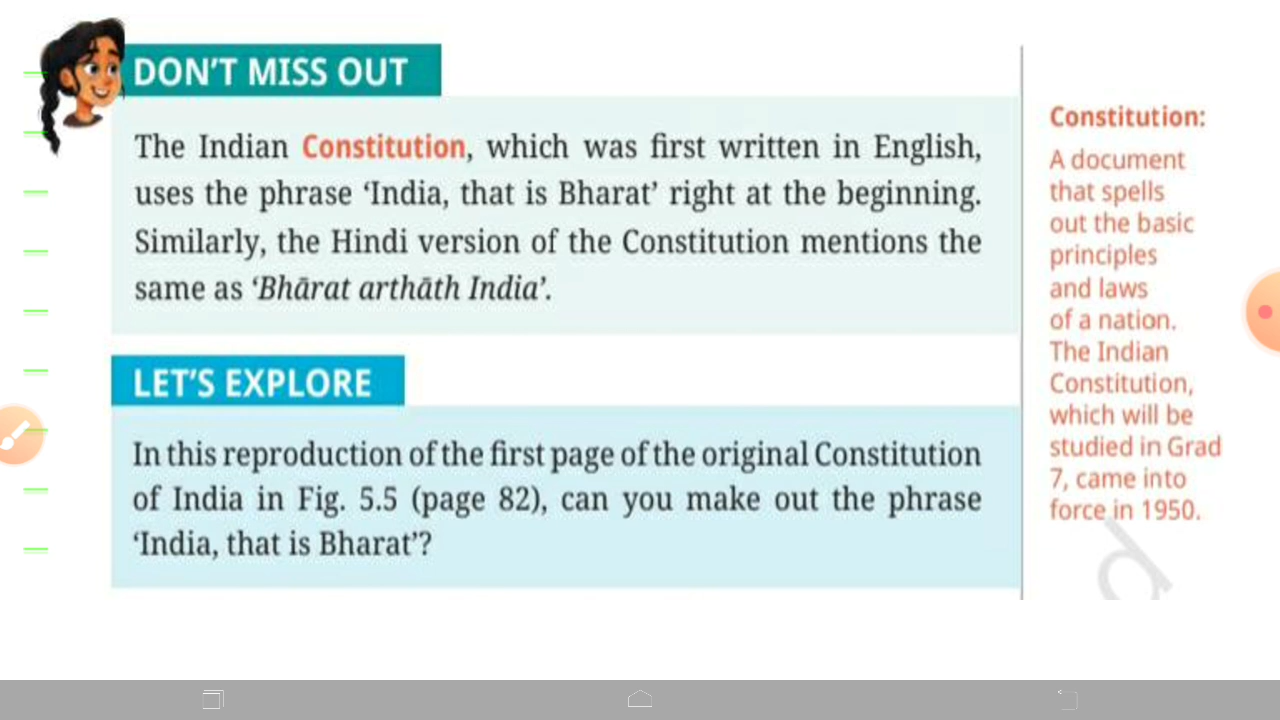 DON'T MISS OUT
The Indian Constitution, which was first written in English,
uses the phrase ‘India, that is Bharat’ right at the beginning.
Similarly, the Hindi version of the Constitution mentions the
same as ‘Bhārat arthāth India’.
LET'S EXPLORE
In this reproduction of the first page of the original Constitution
of India in Fig. 5.5 (page 82), can you make out the phrase
‘India, that is Bharat’?
Constitution:
A document
that spells
out the basic
principles
and laws
of a nation.
The Indian
Constitution,
which will be
studied in Grad
7, came into
force in 1950.
d